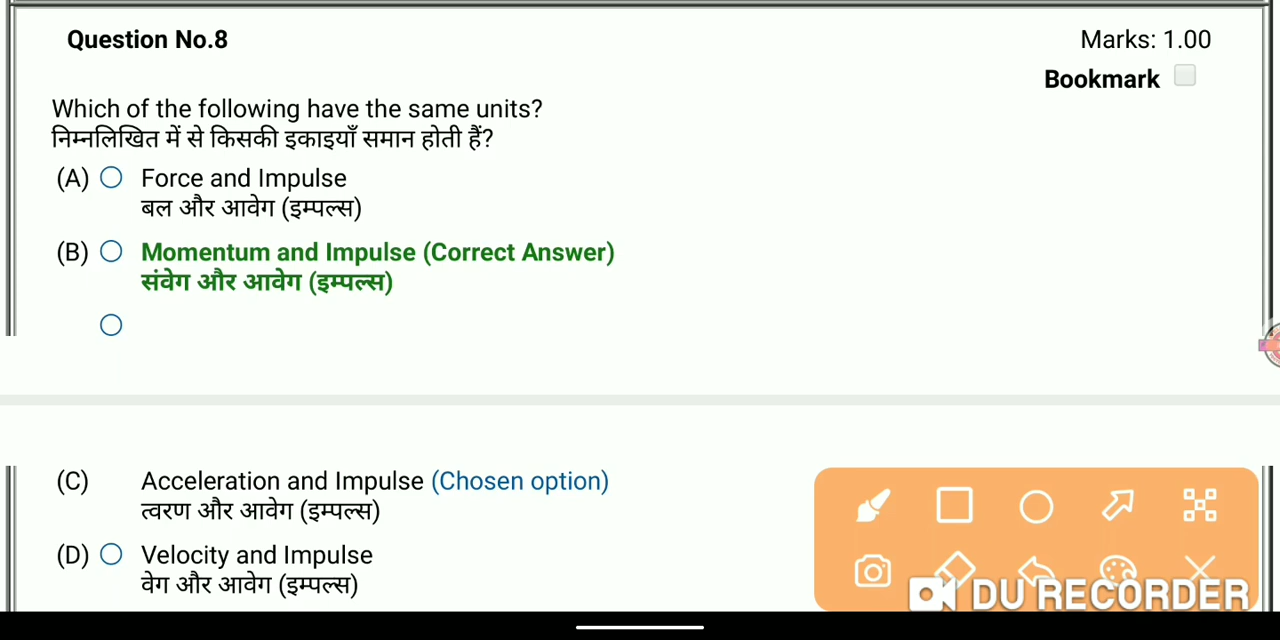 Question No.8
Marks: 1.00
Bookmark
Which of the following have the same units?
निम्नलिखित में से किसकी इकाइयाँ समान होती हैं?
(A) Force and Impulse
बल और आवेग (इम्पल्स)
(B) Momentum and Impulse (Correct Answer)
संवेग और आवेग (इम्पल्स)
(C) Acceleration and Impulse (Chosen option)
त्वरण और आवेग (इम्पल्स)
(D) Velocity and Impulse
वेग और आवेग (इम्पल्स)
DU RECORDER